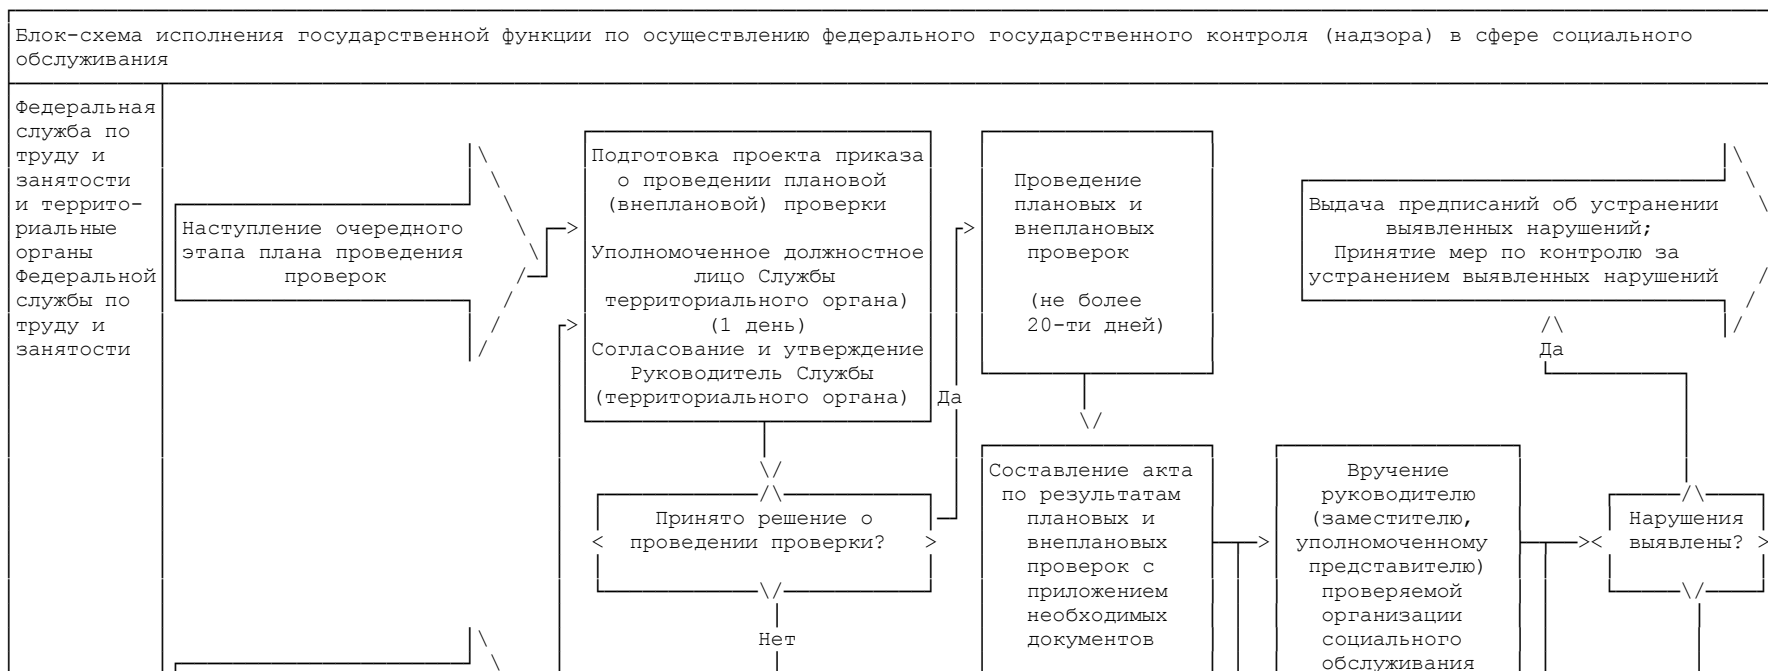 Блок-схема исполнения государственной функции по осуществлению федерального государственного контроля (надзора) в сфере социального
обслуживания
Федеральная
служба по
труду и
занятости
и террито-
риальные
органы
Федеральной
службы по
труду и
занятости
Наступление очередного
этапа плана проведения
проверок
Подготовка проекта приказа
о проведении плановой
(внеплановой) проверки
Уполномоченное должностное
лицо Службы
территориального органа)
(1 день)
Согласование и утверждение
Руководитель Службы
(территориального органа)
Да
Принято решение о
проведении проверки?
Нет
Проведение
плановых и
внеплановых
проверок
(не более
20-ти дней)
Составление акта
по результатам
плановых и
внеплановых
проверок с
приложением
необходимых
документов
Вручение
руководителю
(заместителю,
уполномоченному
представителю)
проверяемой
организации
социального
обслуживания
Нарушения
выявлены?
Да
Выдача предписаний об устранении
выявленных нарушений;
Принятие мер по контролю за
устранением выявленных нарушений